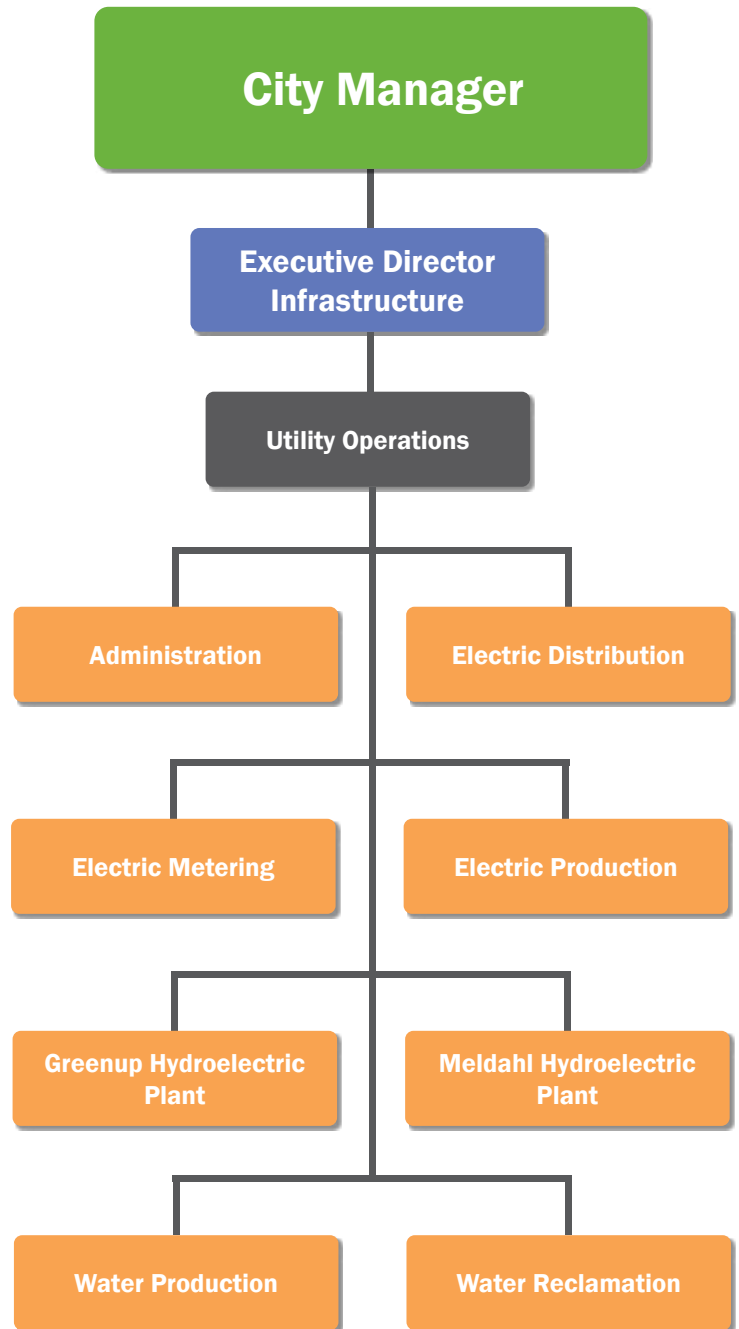 City Manager
Executive Director
Infrastructure
Utility Operations
Administration
Electric Distribution
Electric Metering
Electric Production
Greenup Hydroelectric
Plant
Meldahl Hydroelectric
Plant
Water Production
Water Reclamation